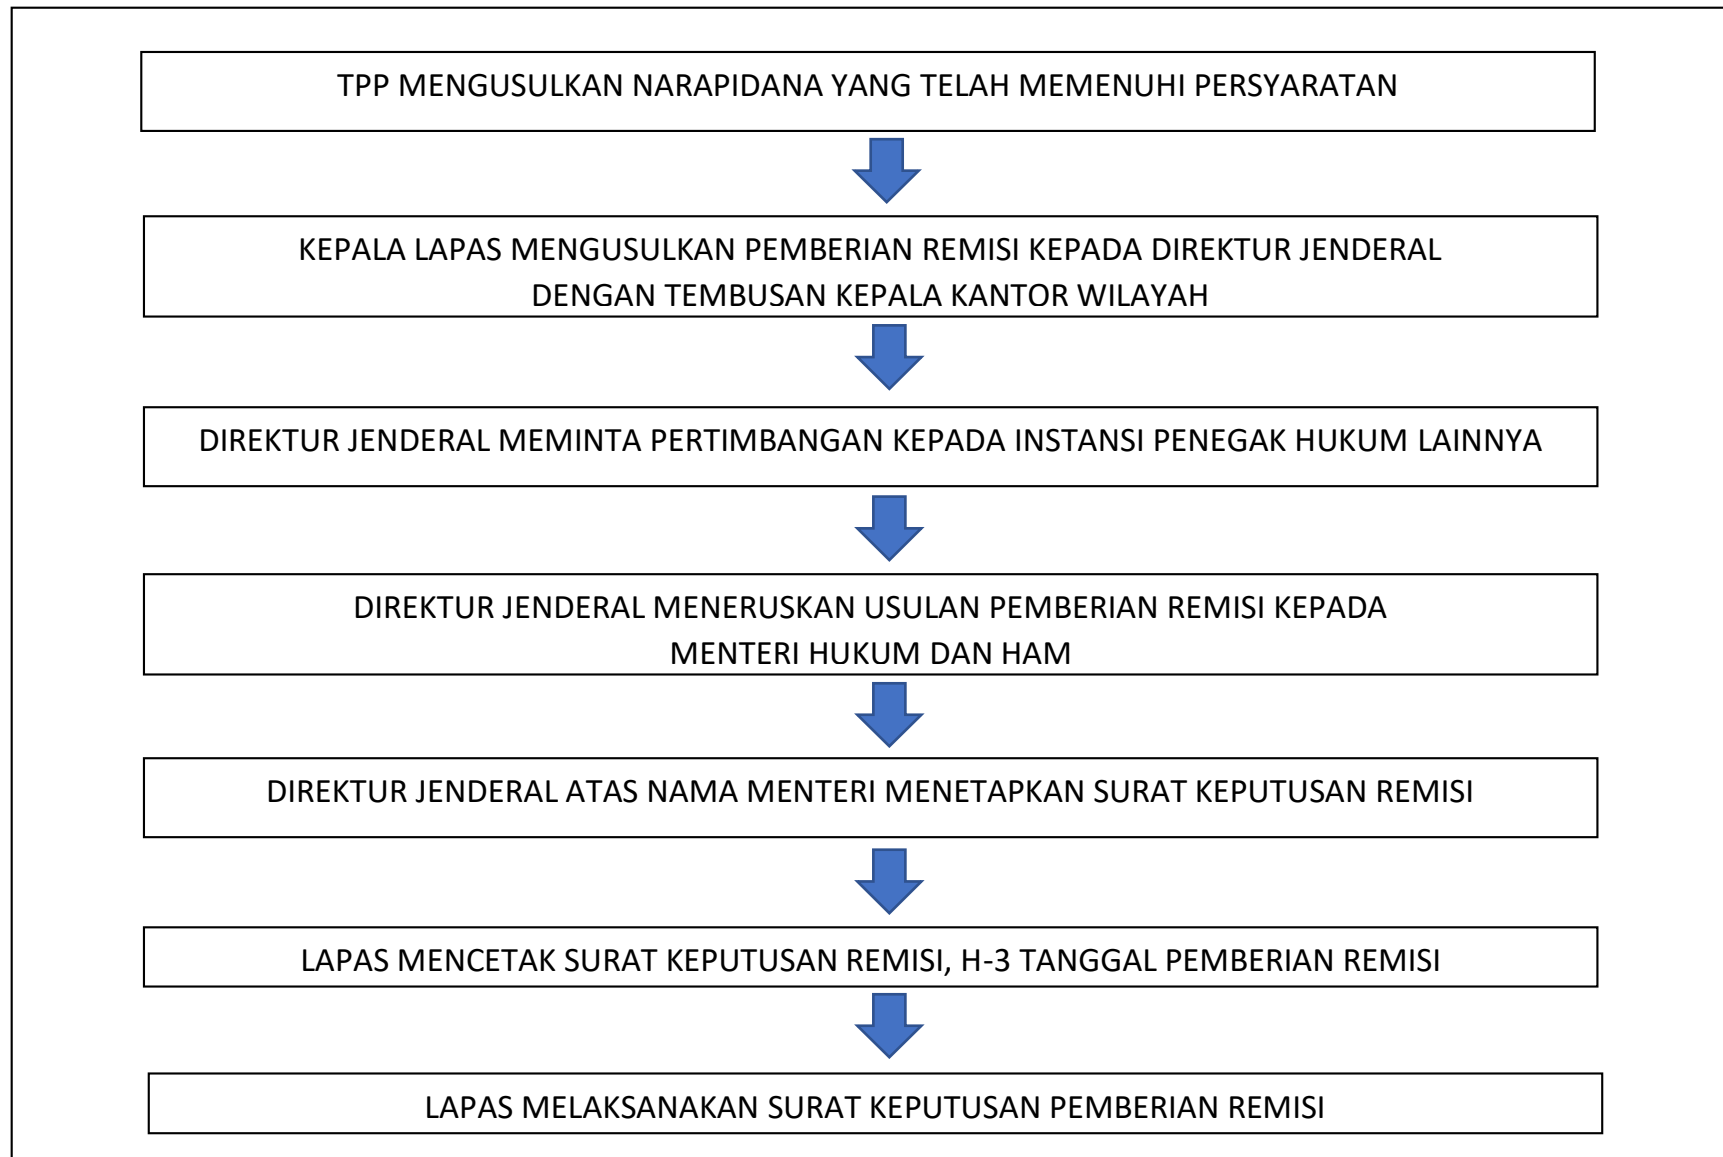 TPP MENGUSULKAN NARAPIDANA YANG TELAH MEMENUHI PERSYARATAN
KEPALA LAPAS MENGUSULKAN PEMBERIAN REMISI KEPADA DIREKTUR JENDERAL
DENGAN TEMBUSAN KEPALA KANTOR WILAYAH
DIREKTUR JENDERAL MEMINTA PERTIMBANGAN KEPADA INSTANSI PENEGAK HUKUM LAINNYA
DIREKTUR JENDERAL MENERUSKAN USULAN PEMBERIAN REMISI KEPADA
MENTERI HUKUM DAN HAM
DIREKTUR JENDERAL ATAS NAMA MENTERI MENETAPKAN SURAT KEPUTUSAN REMISI
LAPAS MENCETAK SURAT KEPUTUSAN REMISI, H-3 TANGGAL PEMBERIAN REMISI
LAPAS MELAKSANAKAN SURAT KEPUTUSAN PEMBERIAN REMISI